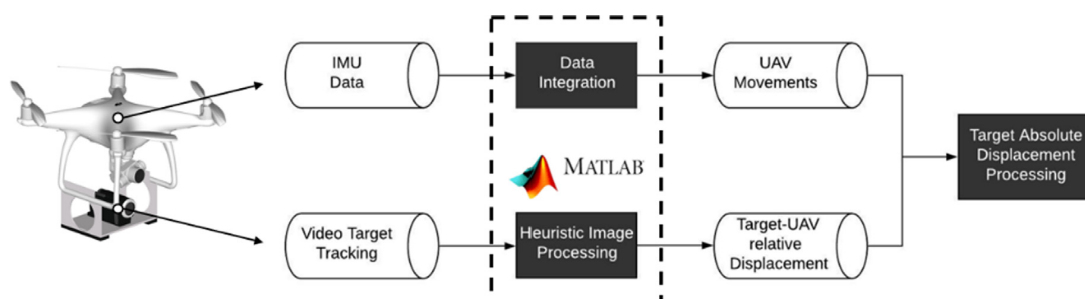 IMU
Data
Data
Integration
UAV
Movements
Target Absolute
Displacement
Processing
MATLAB
Video Target
Tracking
Heuristic Image
Processing
Target-UAV
relative
Displacement